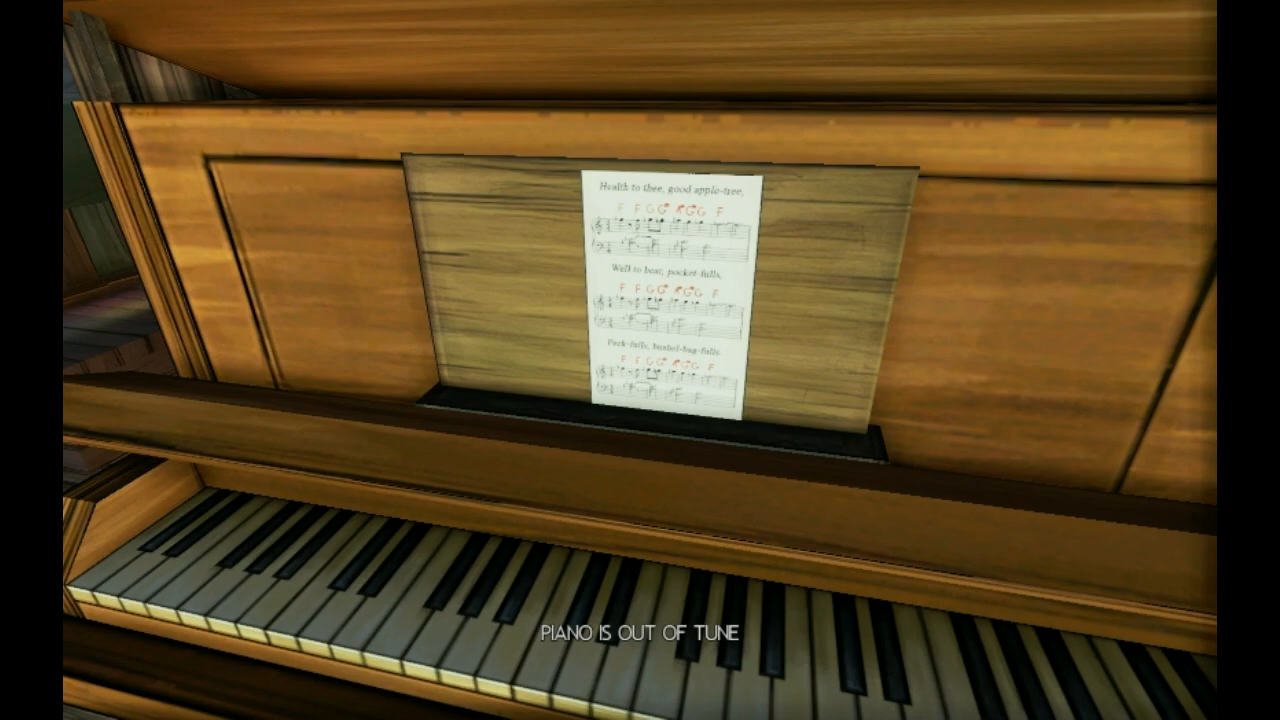 Health to thee, good apple-tree,
F F G G# A G# G F
Well to bear, pocket-fulls,
F F G G# A G# G F
Peck-fulls, bushel-bag-fulls.
F F G G# A G# G F
PIANO IS OUT OF TUNE